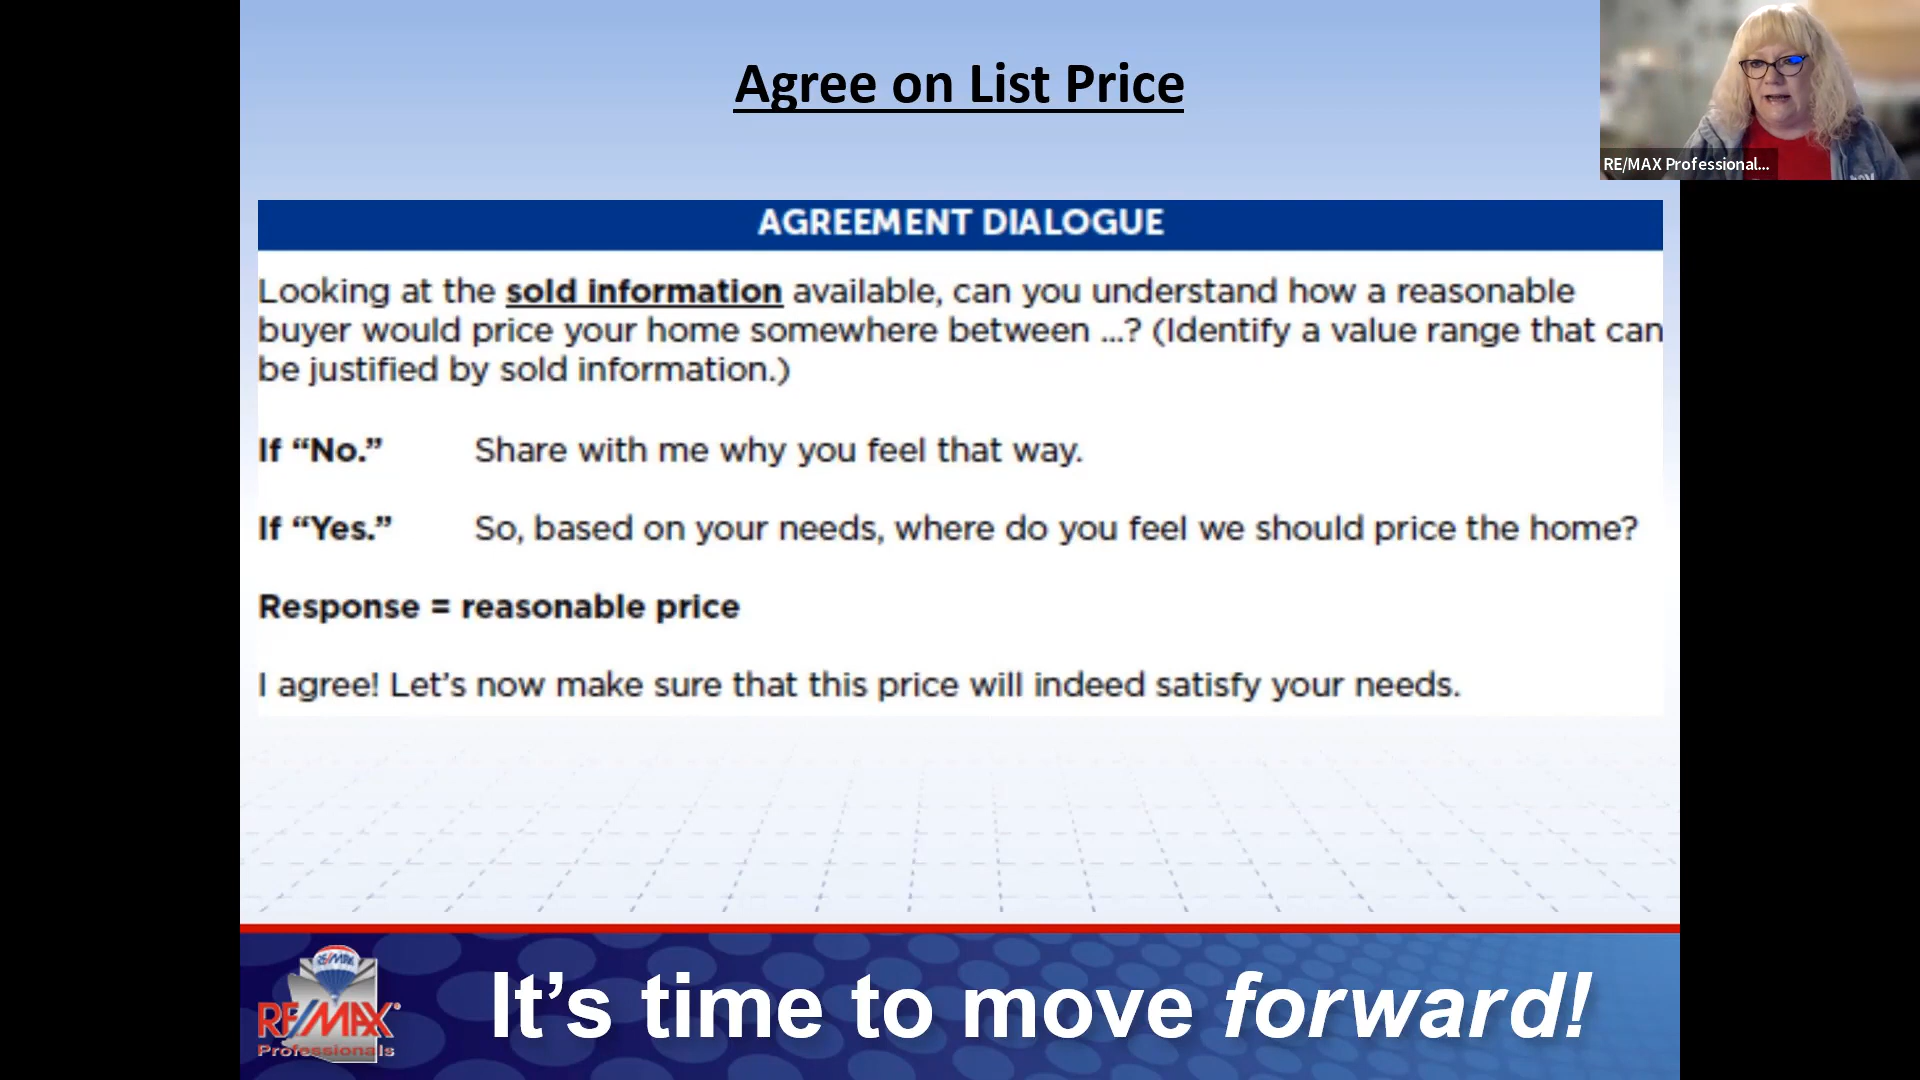 Agree on List Price
RE/MAX Professional...
AGREEMENT DIALOGUE
Looking at the sold information available, can you understand how a reasonable
buyer would price your home somewhere between ...? (Identify a value range that can
be justified by sold information.)
If “No.” Share with me why you feel that way.
If “Yes.” So, based on your needs, where do you feel we should price the home?
Response = reasonable price
I agree! Let’s now make sure that this price will indeed satisfy your needs.
RE/MAX
RE/MAX
Professionals
It’s time to move forward!